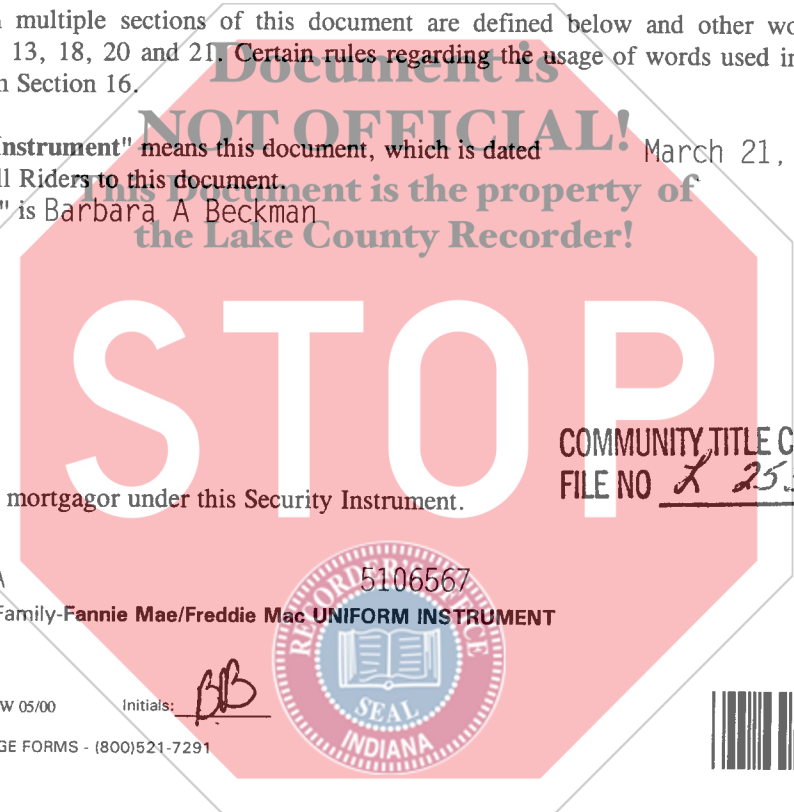 multiple sections of this document are defined below and other wo
13, 18, 20 and 21. Certain rules regarding the usage of words used in
n Section 16.
Document is
NOT OFFICIAL!
This Document is the property of
the Lake County Recorder!
Instrument" means this document, which is dated March 21,
ll Riders to this document.
" is Barbara A Beckman
STOP
COMMUNITY TITLE C
FILE NO L 25
mortgagor under this Security Instrument.
A 5106567
Family-Fannie Mae/Freddie Mac UNIFORM INSTRUMENT
RECORDER'S OFFICE
SEAL
INDIANA
W 05/00 Initials: BB
GE FORMS - (800)521-7291